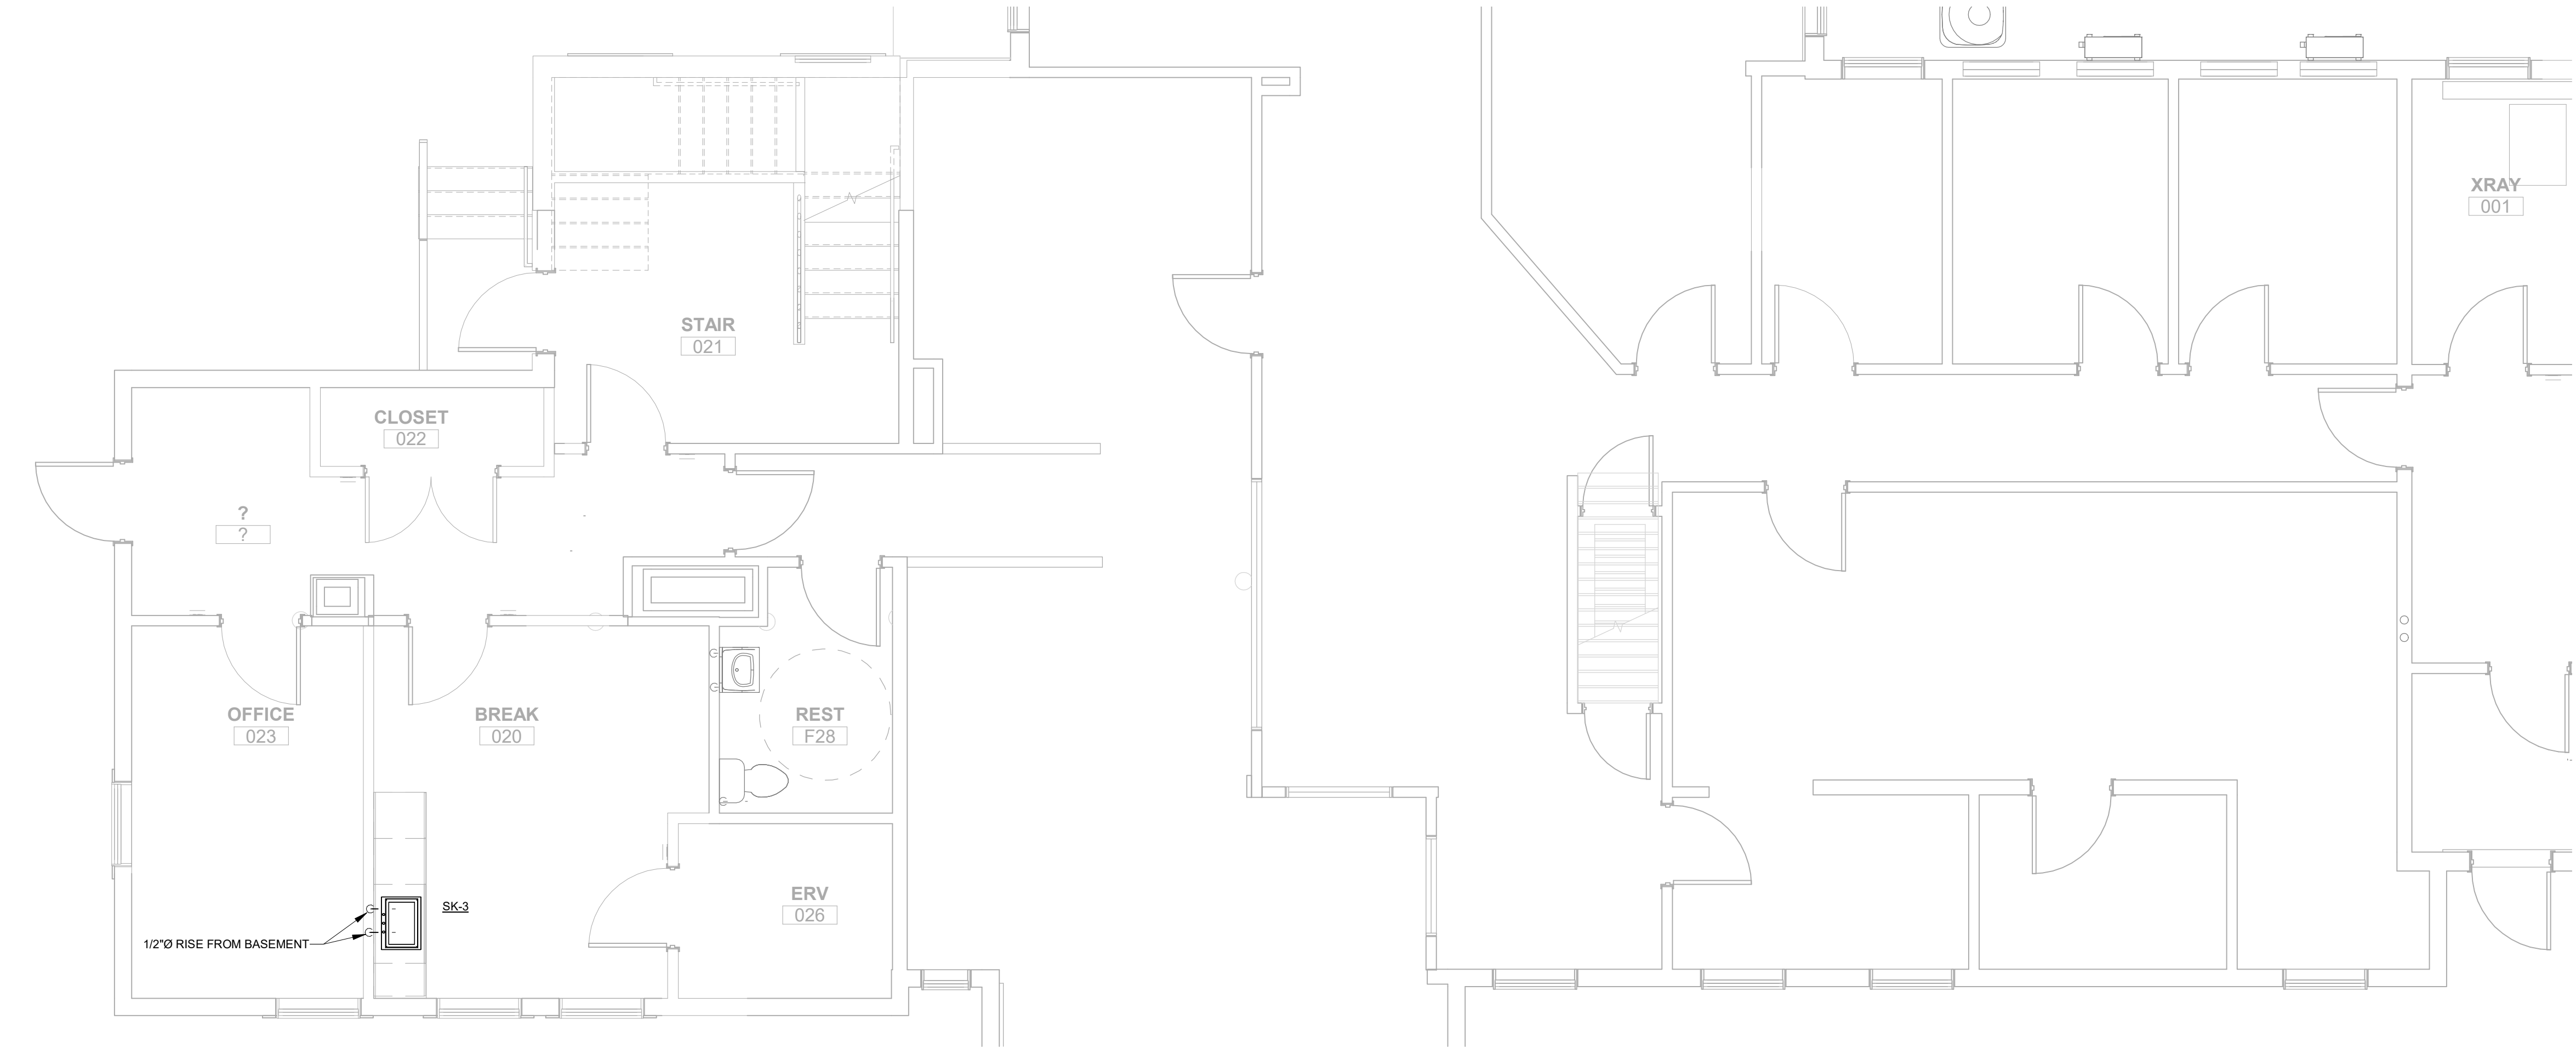 XRAY
001
STAIR
021
CLOSET
022
?
?
OFFICE
023
BREAK
020
REST
F28
ERV
026
SK-3
1/2"Ø RISE FROM BASEMENT